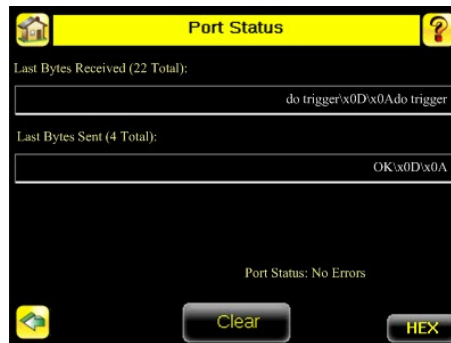 Port Status
?
Last Bytes Received (22 Total):
do trigger\x0D\x0Ado trigger
Last Bytes Sent (4 Total):
OK\x0D\x0A
Port Status: No Errors
Clear
HEX